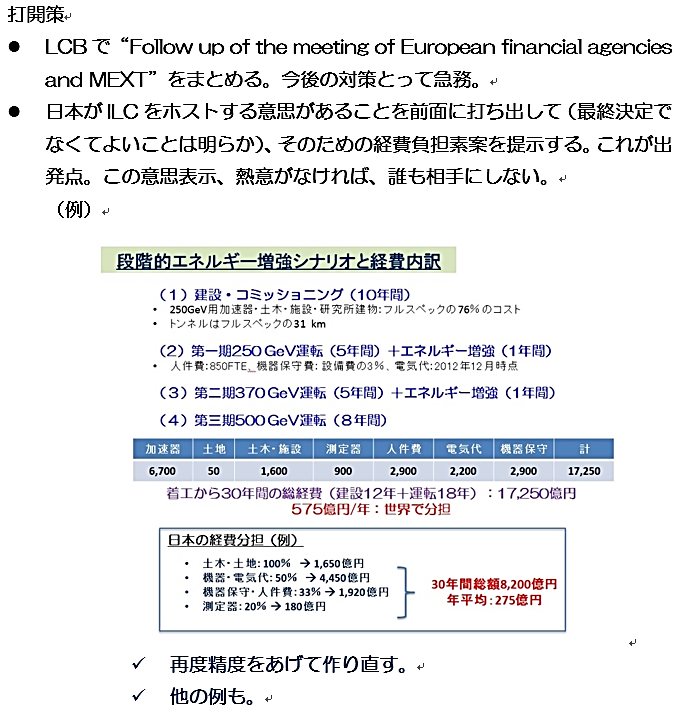 打開策
● LCBで“Follow up of the meeting of European financial agencies
and MEXT”をまとめる。今後の対策とって急務。
● 日本がILCをホストする意思があることを前面に打ち出して（最終決定で
なくてよいことは明らか）、そのための経費負担素案を提示する。これが出
発点。この意思表示、熱意がなければ、誰も相手にしない。
（例）
段階的エネルギー増強シナリオと経費内訳
（1）建設・コミッショニング（10年間）
• 250GeV用加速器・土木・施設・研究所建物:フルスペックの76%のコスト
• トンネルはフルスペックの31 km
（2）第一期250 GeV運転（5年間）＋エネルギー増強（1年間）
• 人件費:850FTE、機器保守費: 設備費の3%、電気代:2012年12月時点
（3）第二期370 GeV運転（5年間）＋エネルギー増強（1年間）
（4）第三期500 GeV運転（8年間）
加速器 土地 土木・施設 測定器 人件費 電気代 機器保守 計
6,700 50 1,600 900 2,900 2,200 2,900 17,250
着工から30年間の総経費（建設12年＋運転18年）：17,250億円
575億円/年：世界で分担
日本の経費分担（例）
• 土木・土地:100% → 1,650億円
• 機器・電気代:50% → 4,450億円
• 機器保守・人件費:33% → 1,920億円
• 測定器:20% → 180億円
30年間総額8,200億円
年平均：275億円
✓ 再度精度をあげて作り直す。
✓ 他の例も。